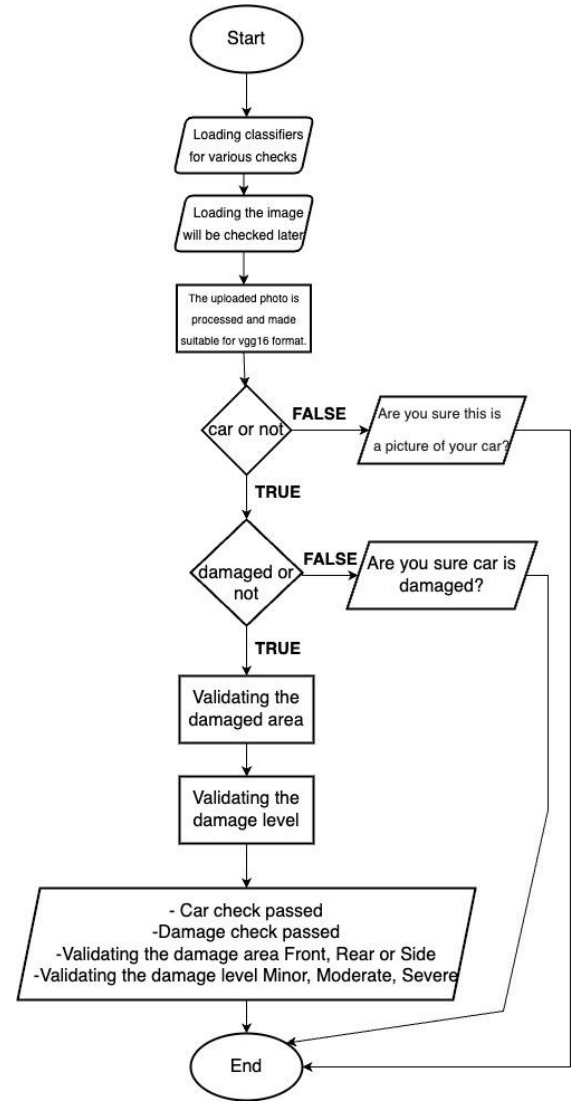 Start
Loading classifiers
for various checks
Loading the image
will be checked later
The uploaded photo is
processed and made
suitable for vgg16 format.
car or not
FALSE
Are you sure this is
a picture of your car?
TRUE
damaged or
not
FALSE
Are you sure car is
damaged?
TRUE
Validating the
damaged area
Validating the
damage level
- Car check passed
-Damage check passed
-Validating the damage area Front, Rear or Side
-Validating the damage level Minor, Moderate, Severe
End